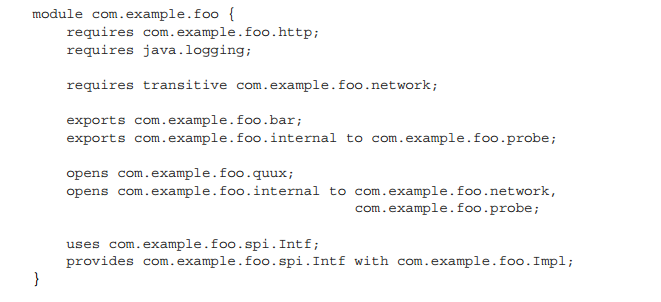 module com.example.foo {
    requires com.example.foo.http;
    requires java.logging;

    requires transitive com.example.foo.network;

    exports com.example.foo.bar;
    exports com.example.foo.internal to com.example.foo.probe;

    opens com.example.foo.quux;
    opens com.example.foo.internal to com.example.foo.network,
                                      com.example.foo.probe;

    uses com.example.foo.spi.Intf;
    provides com.example.foo.spi.Intf with com.example.foo.Impl;
}